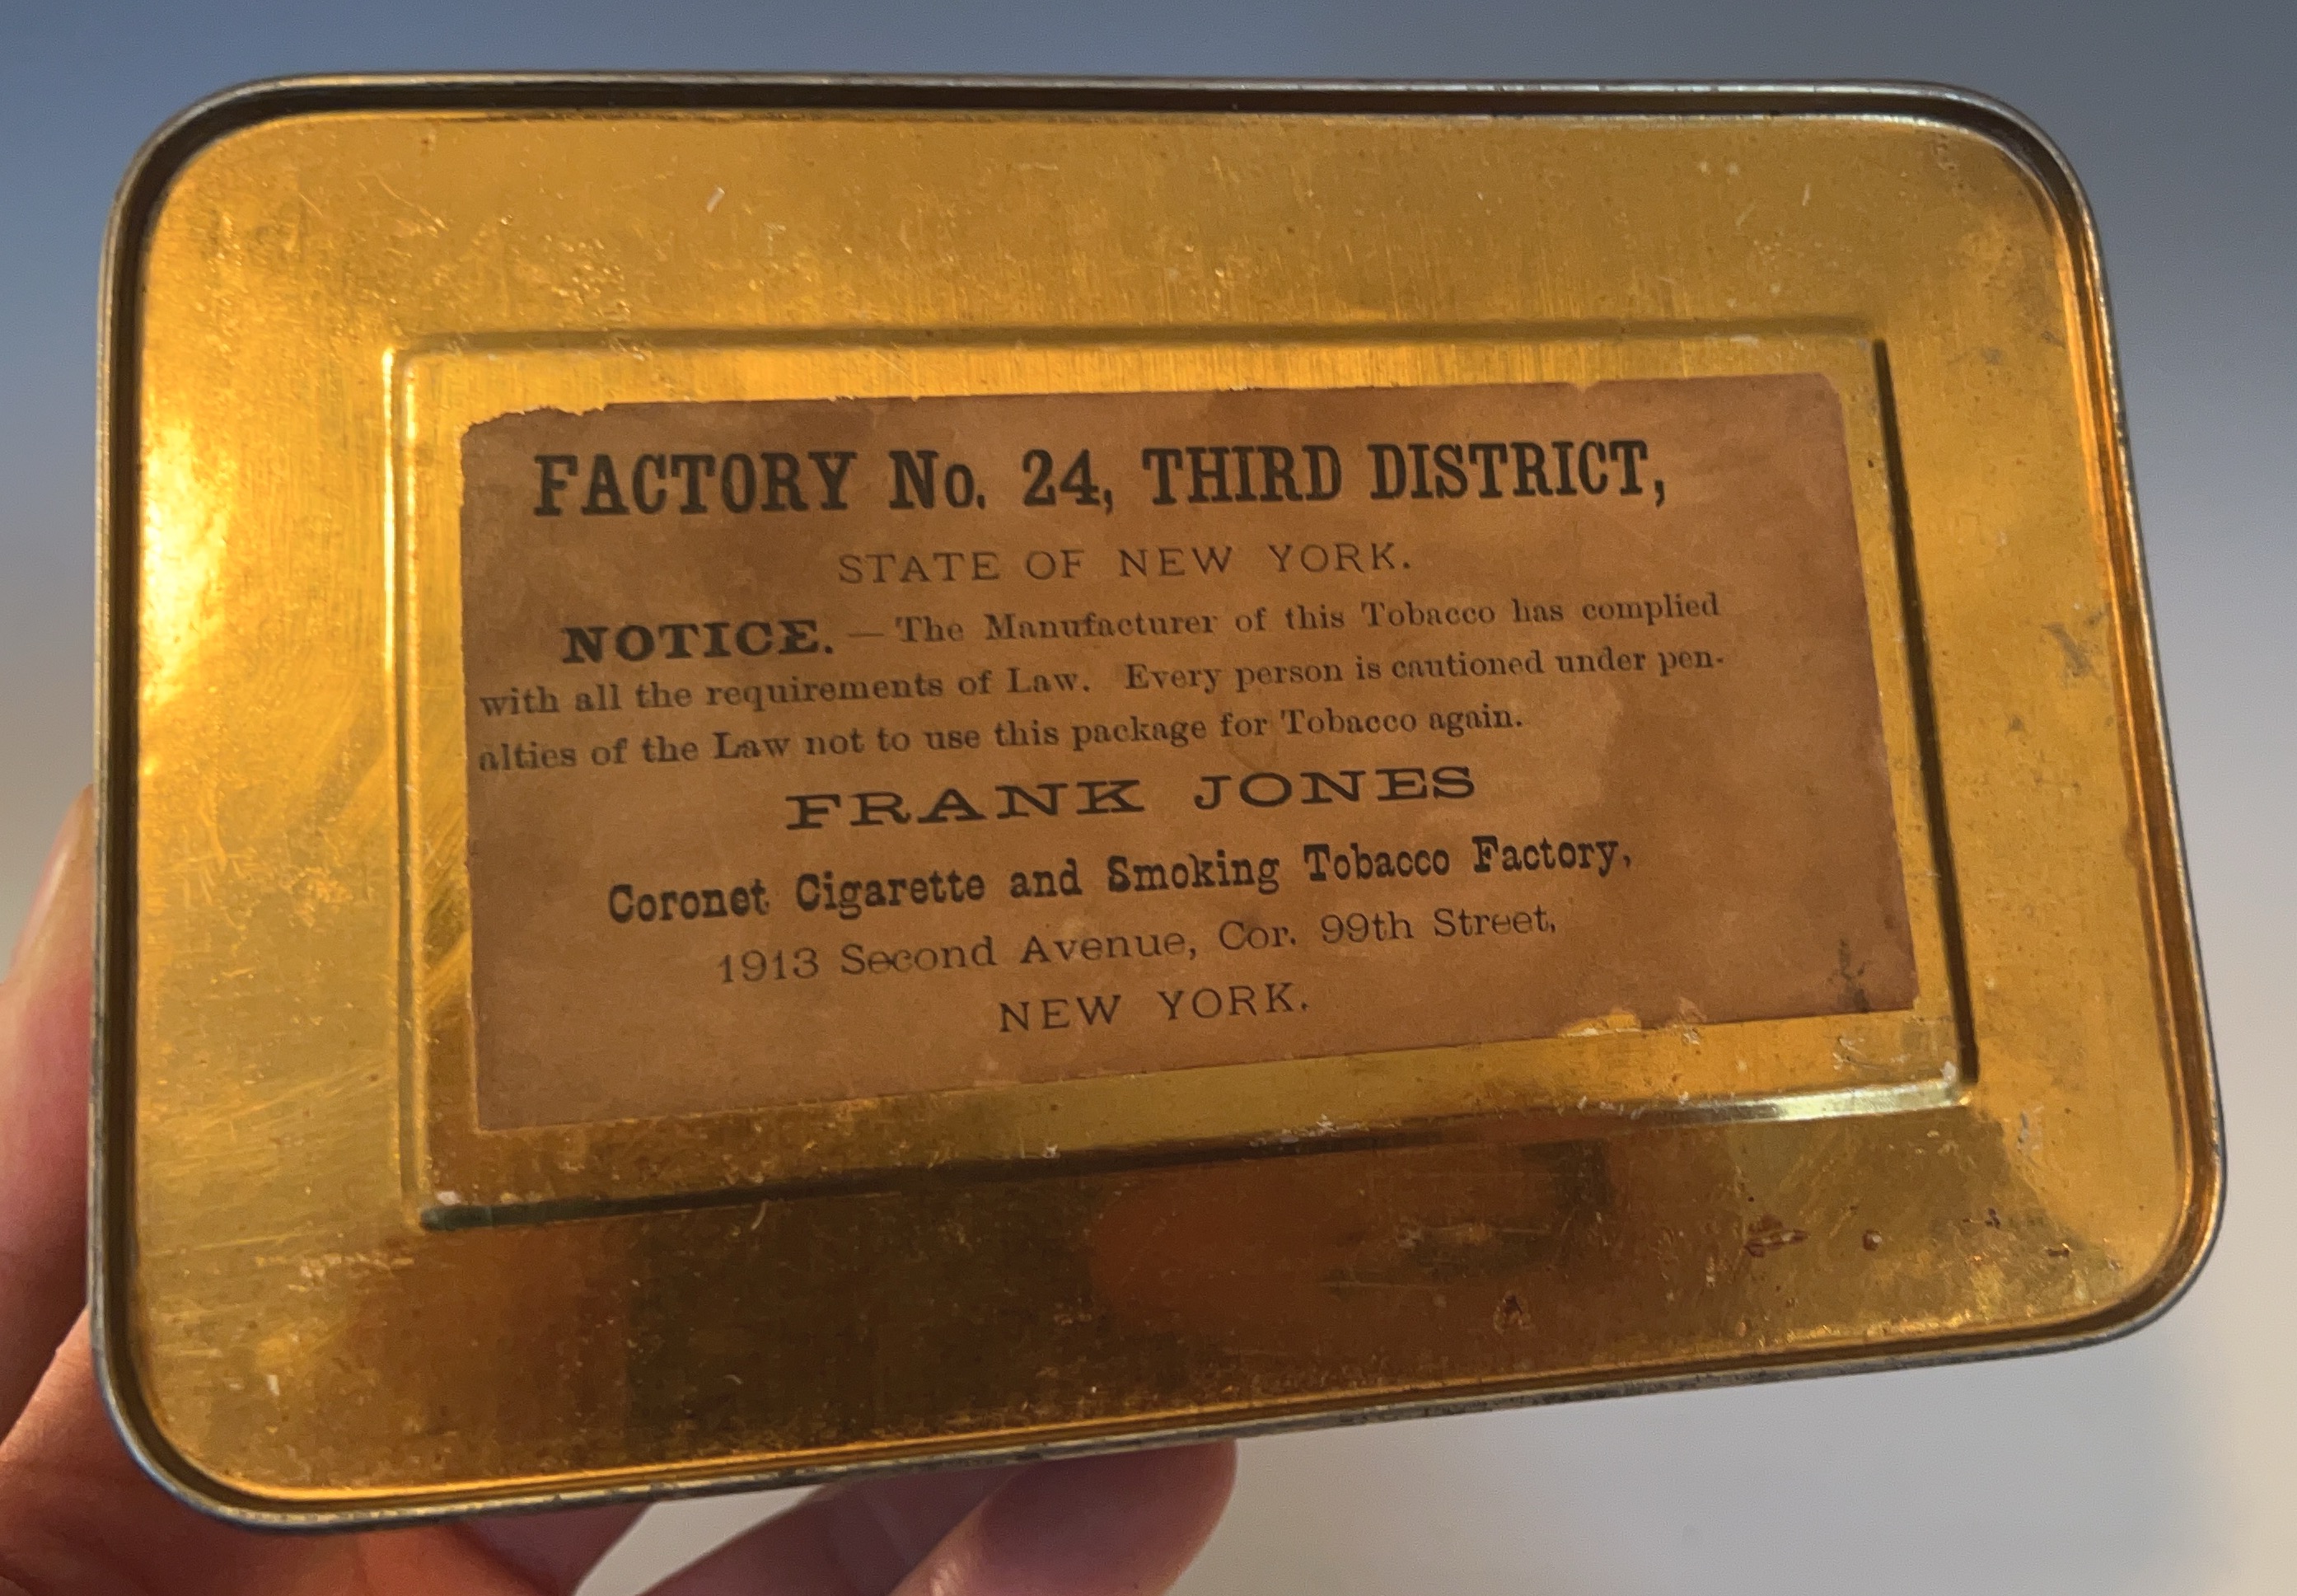 FACTORY No. 24, THIRD DISTRICT,
STATE OF NEW YORK.
NOTICE. — The Manufacturer of this Tobacco has complied
with all the requirements of Law. Every person is cautioned under pen-
alties of the Law not to use this package for Tobacco again.
FRANK JONES
Coronet Cigarette and Smoking Tobacco Factory,
1913 Second Avenue, Cor. 99th Street,
NEW YORK.